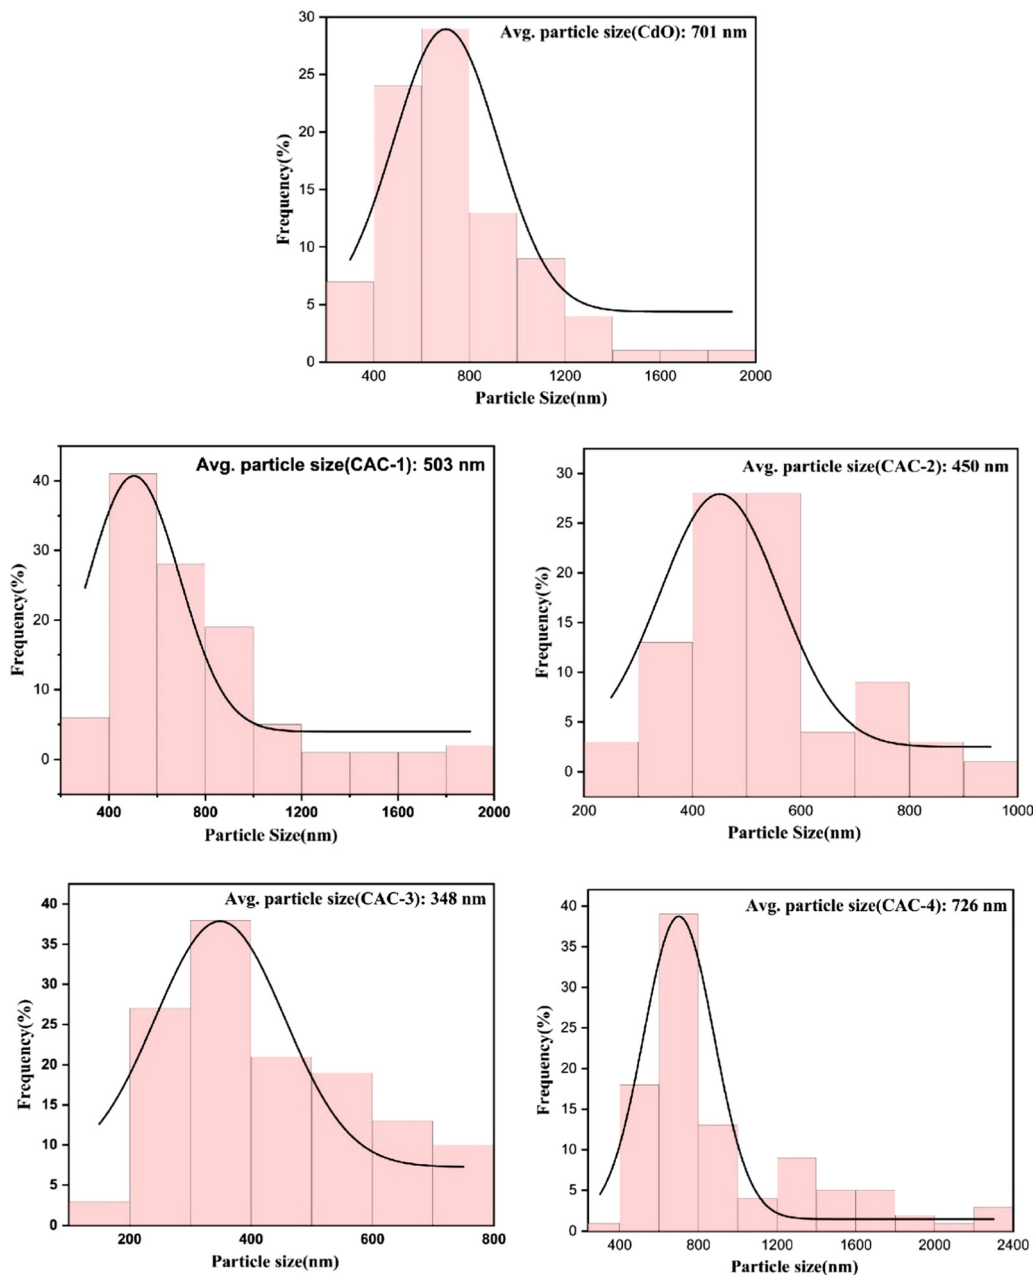 Avg. particle size(CdO): 701 nm
30
25
20
15
10
5
0
Frequency(%)
400 800 1200 1600 2000
Particle Size(nm)
Avg. particle size(CAC-1): 503 nm
40
30
20
10
0
Frequency(%)
400 800 1200 1600 2000
Particle Size(nm)
Avg. particle size(CAC-2): 450 nm
30
25
20
15
10
5
0
Frequency(%)
200 400 600 800 1000
Particle Size(nm)
Avg. particle size(CAC-3): 348 nm
40
35
30
25
20
15
10
5
0
Frequency(%)
200 400 600 800
Particle size(nm)
Avg. particle size(CAC-4): 726 nm
40
35
30
25
20
15
10
5
0
Frequency(%)
400 800 1200 1600 2000 2400
Particle size(nm)